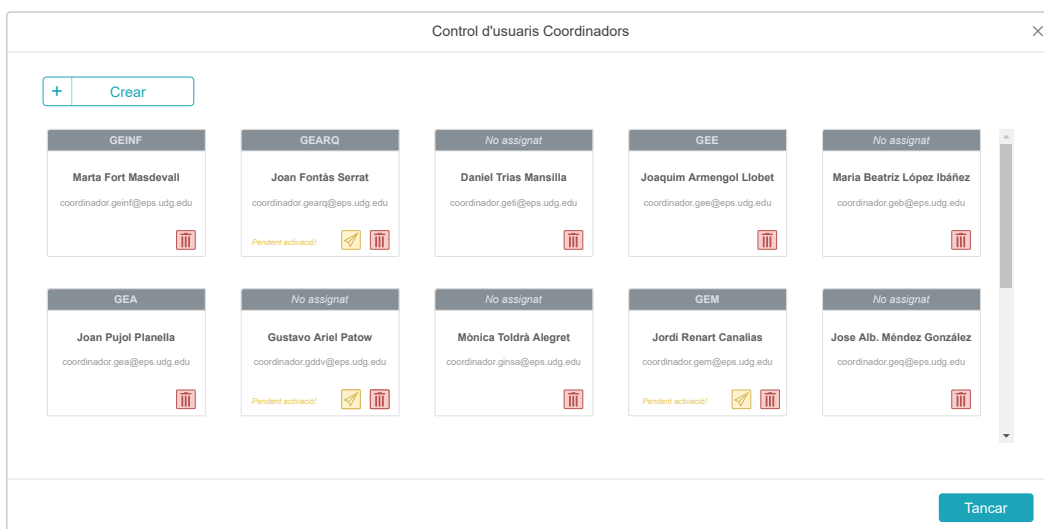 Control d'usuaris Coordinadors
+ Crear
GEINF
Marta Fort Masdevall
coordinador.geinf@eps.udg.edu
GEARQ
Joan Fontàs Serrat
coordinador.gearq@eps.udg.edu
Pendent activació!
No assignat
Daniel Trias Mansilla
coordinador.geti@eps.udg.edu
GEE
Joaquim Armengol Llobet
coordinador.gee@eps.udg.edu
No assignat
Maria Beatríz López Ibáñez
coordinador.geb@eps.udg.edu
GEA
Joan Pujol Planella
coordinador.gea@eps.udg.edu
No assignat
Gustavo Ariel Patow
coordinador.gddv@eps.udg.edu
Pendent activació!
No assignat
Mònica Toldrà Alegret
coordinador.ginsa@eps.udg.edu
GEM
Jordi Renart Canalias
coordinador.gem@eps.udg.edu
Pendent activació!
No assignat
Jose Alb. Méndez González
coordinador.geq@eps.udg.edu
Tancar